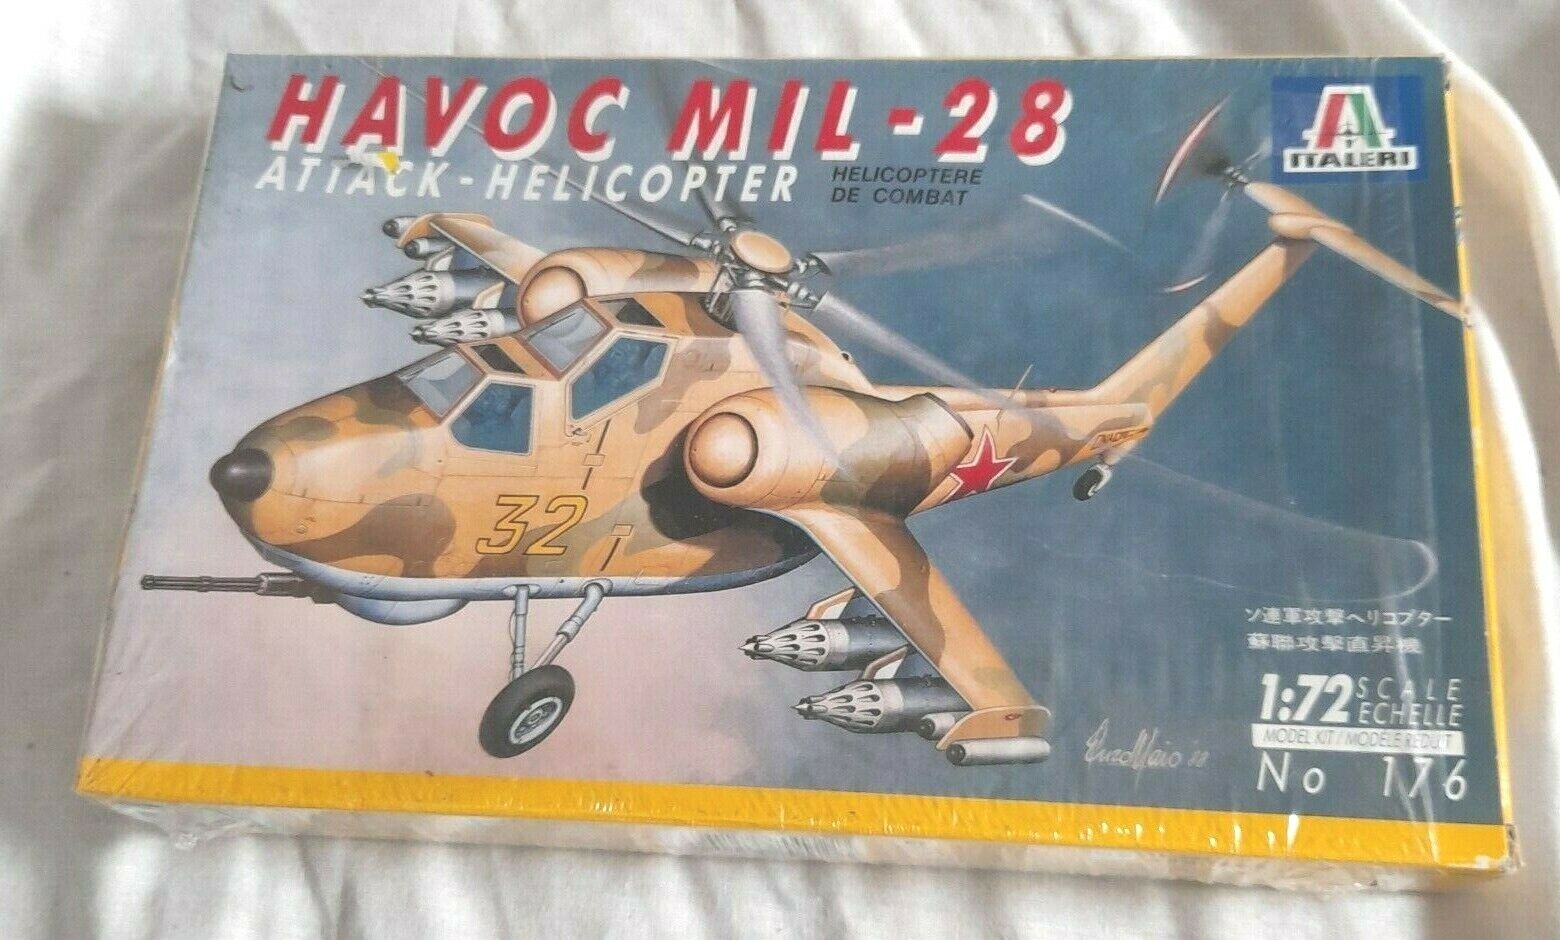 HAVOC MIL-28
ATTACK-HELICOPTER
HELICOPTERE
DE COMBAT
ITALERI
32
ソ連軍攻撃ヘリコプター
蘇聯攻撃直昇機
1:72 SCALE
ECHELLE
MODEL KIT/MODELE REDUIT
No 176